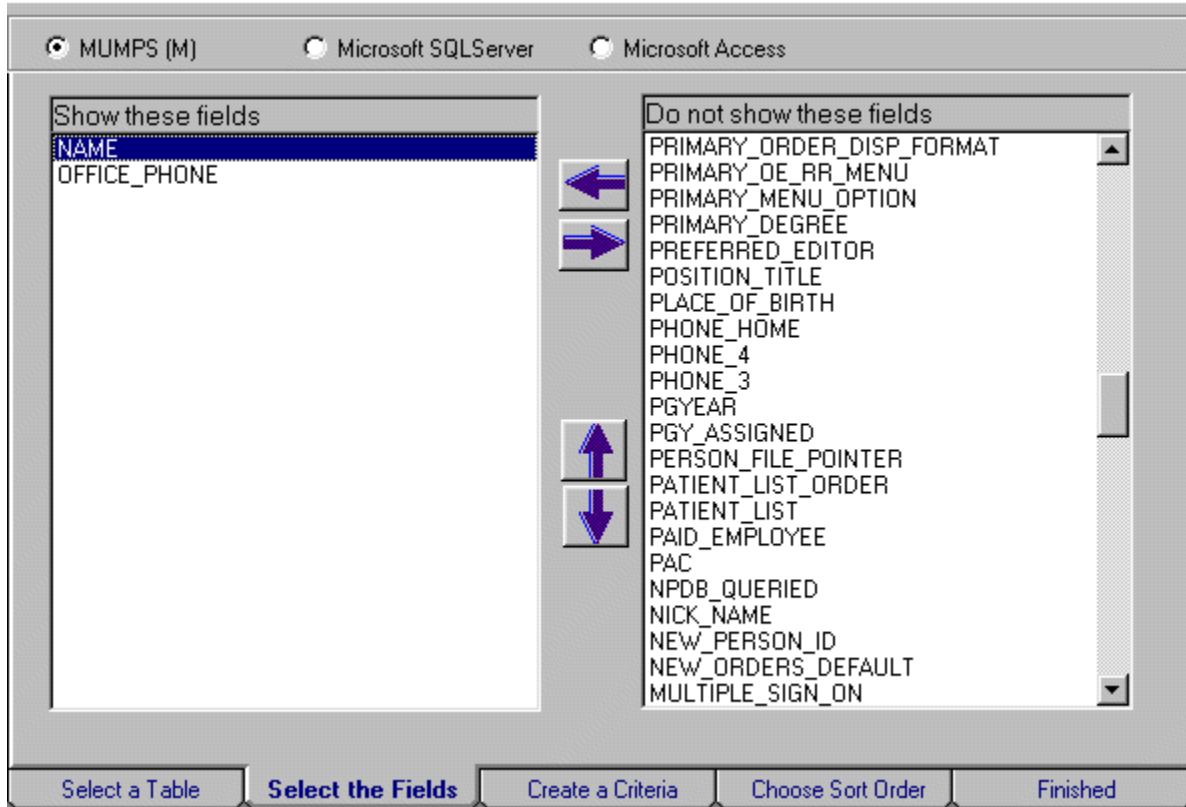 MUMPS (M) Microsoft SQLServer Microsoft Access
Show these fields
NAME
OFFICE_PHONE
Do not show these fields
PRIMARY_ORDER_DISP_FORMAT
PRIMARY_OE_RR_MENU
PRIMARY_MENU_OPTION
PRIMARY_DEGREE
PREFERRED_EDITOR
POSITION_TITLE
PLACE_OF_BIRTH
PHONE_HOME
PHONE_4
PHONE_3
PGYEAR
PGY_ASSIGNED
PERSON_FILE_POINTER
PATIENT_LIST_ORDER
PATIENT_LIST
PAID_EMPLOYEE
PAC
NPDB_QUERIED
NICK_NAME
NEW_PERSON_ID
NEW_ORDERS_DEFAULT
MULTIPLE_SIGN_ON
Select a Table Select the Fields Create a Criteria Choose Sort Order Finished